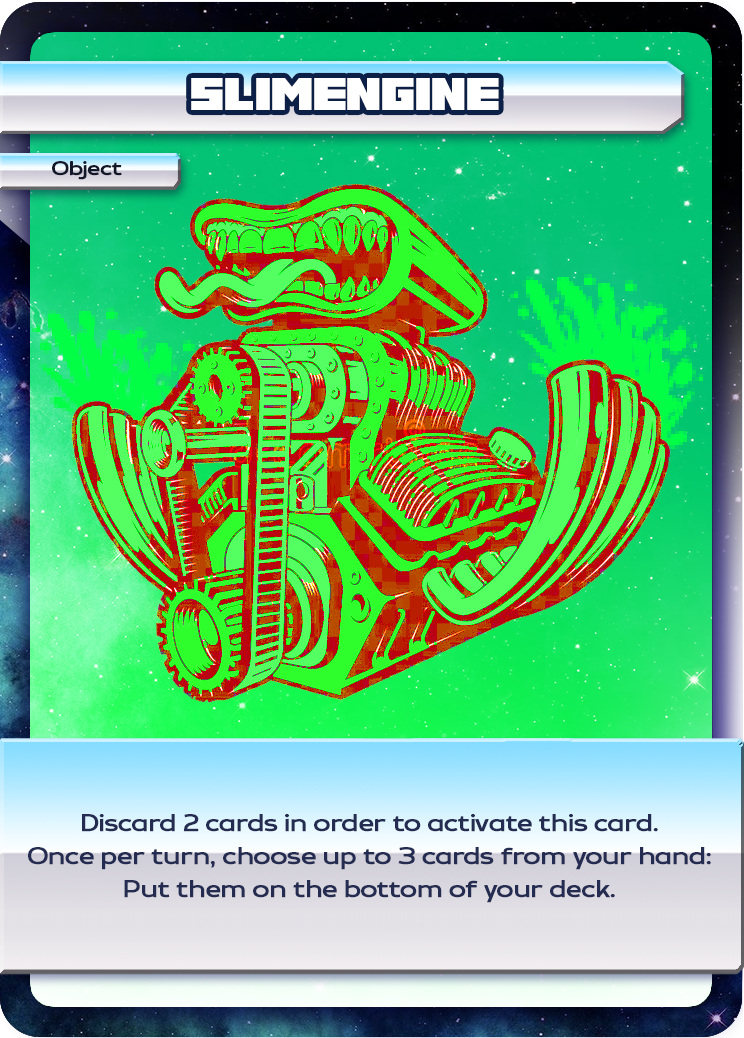 SLIMENGINE
Object
Discard 2 cards in order to activate this card.
Once per turn, choose up to 3 cards from your hand:
Put them on the bottom of your deck.